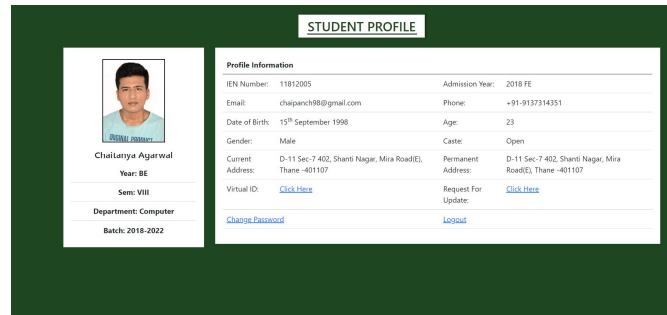 STUDENT PROFILE
ORIGINAL PRODUCT
Chaitanya Agarwal
Year: BE
Sem: VIII
Department: Computer
Batch: 2018-2022
Profile Information
IEN Number: 11812005 Admission Year: 2018 FE
Email: chaipanch98@gmail.com Phone: +91-9137314351
Date of Birth: 15th September 1998 Age: 23
Gender: Male Caste: Open
Current D-11 Sec-7 402, Shanti Nagar, Mira Road(E), Permanent D-11 Sec-7 402, Shanti Nagar, Mira
Address: Thane -401107 Address: Road(E), Thane -401107
Virtual ID: Click Here Request For Click Here
Update:
Change Password Logout